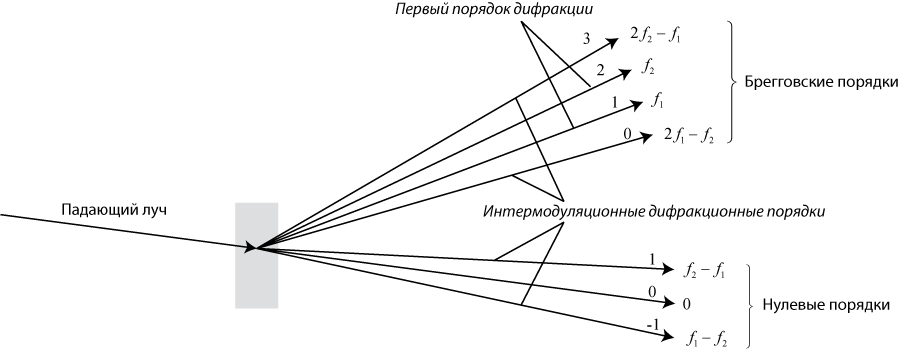 Первый порядок дифракции
3
2f₂ – f₁
2
f₂
Брегговские порядки
1
f₁
0
2f₁ – f₂
Падающий луч
Интермодуляционные дифракционные порядки
1
f₂ – f₁
0
0
Нулевые порядки
-1
f₁ – f₂